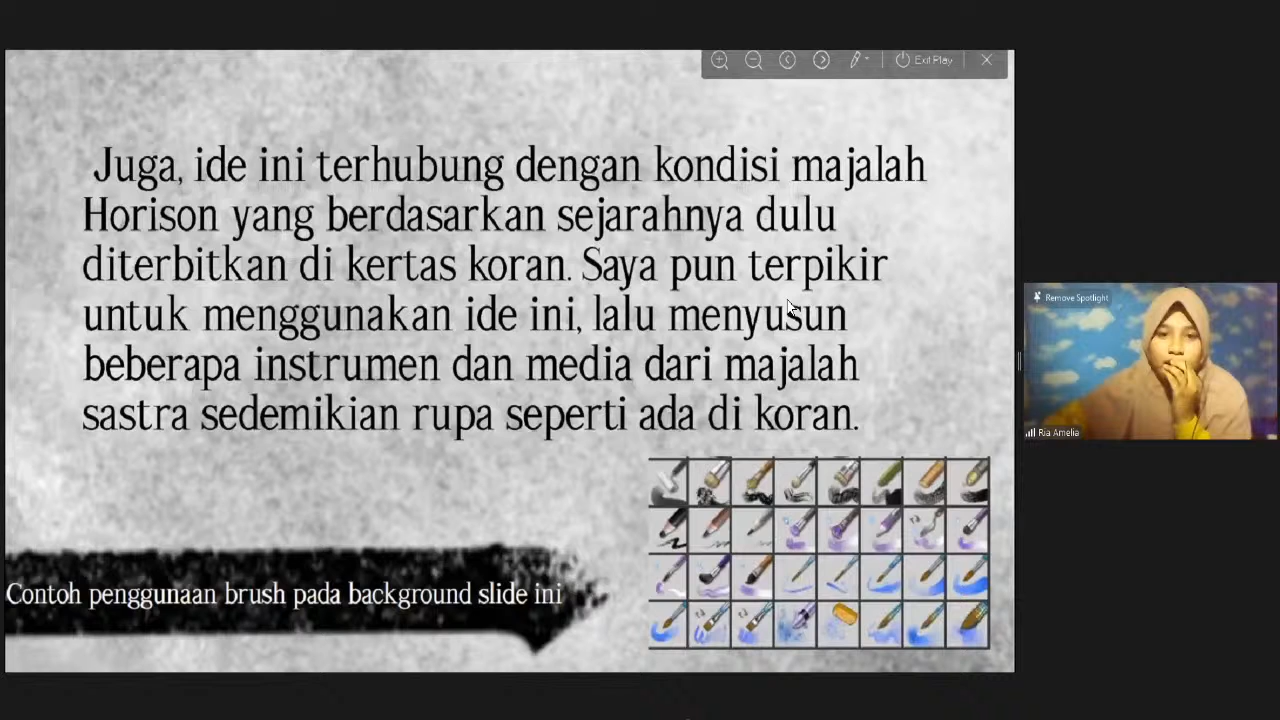 Exit Play
Juga, ide ini terhubung dengan kondisi majalah
Horison yang berdasarkan sejarahnya dulu
diterbitkan di kertas koran. Saya pun terpikir
untuk menggunakan ide ini, lalu menyusun
beberapa instrumen dan media dari majalah
sastra sedemikian rupa seperti ada di koran.
Contoh penggunaan brush pada background slide ini
Remove Spotlight
Ria Amelia